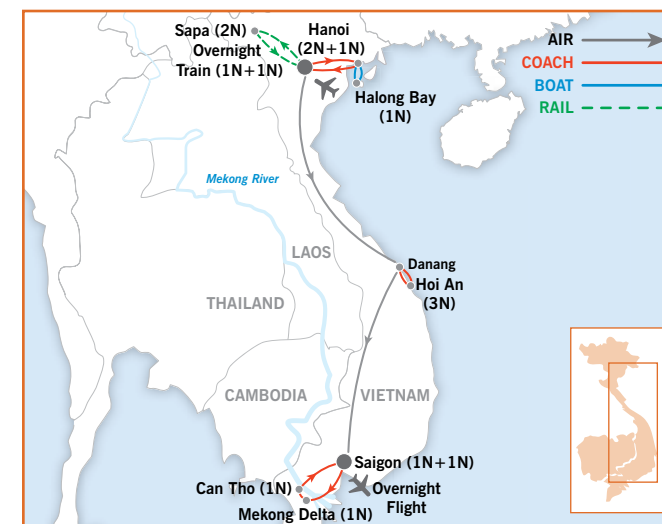 Sapa (2N)
Overnight
Train (1N+1N)
Hanoi
(2N+1N)
Halong Bay
(1N)
AIR
COACH
BOAT
RAIL
Mekong River
LAOS
THAILAND
Danang
Hoi An
(3N)
CAMBODIA
VIETNAM
Saigon (1N+1N)
Can Tho (1N)
Overnight
Flight
Mekong Delta (1N)